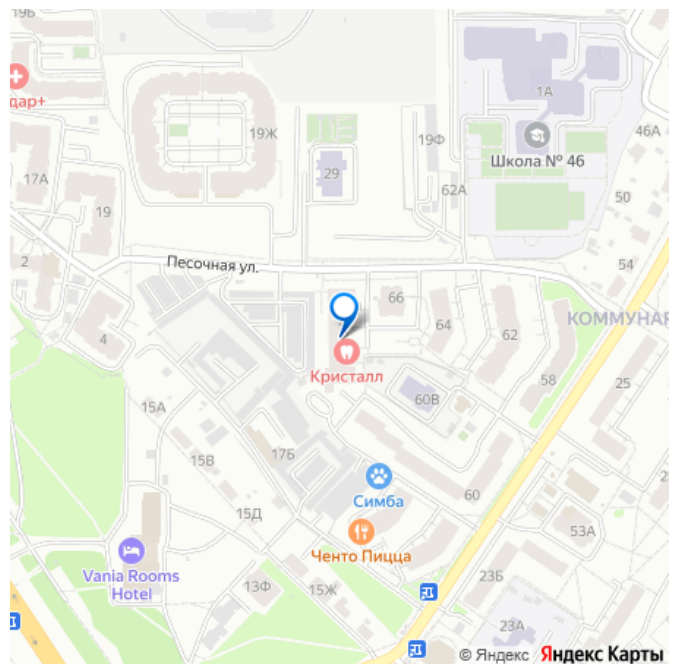 19Б
дар+
17А
19
19Ж
29
19Ф
62А
1А
Школа № 46
46А
50
54
2
4
Песочная ул.
66
64
62
КОММУНАР
58
25
Кристалл
60В
15А
15В
17Б
15Д
Симба
60
53А
Ченто Пицца
Vania Rooms
Hotel
13Ф
15Ж
23Б
23А
© Яндекс Яндекс Карты